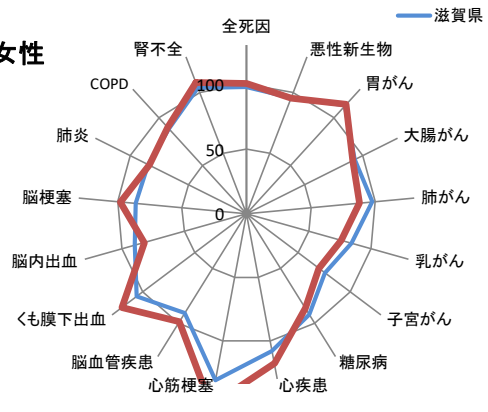 滋賀県
女性
全死因
悪性新生物
胃がん
大腸がん
肺がん
乳がん
子宮がん
糖尿病
心疾患
心筋梗塞
脳血管疾患
くも膜下出血
脳内出血
脳梗塞
肺炎
COPD
腎不全
100
50
0